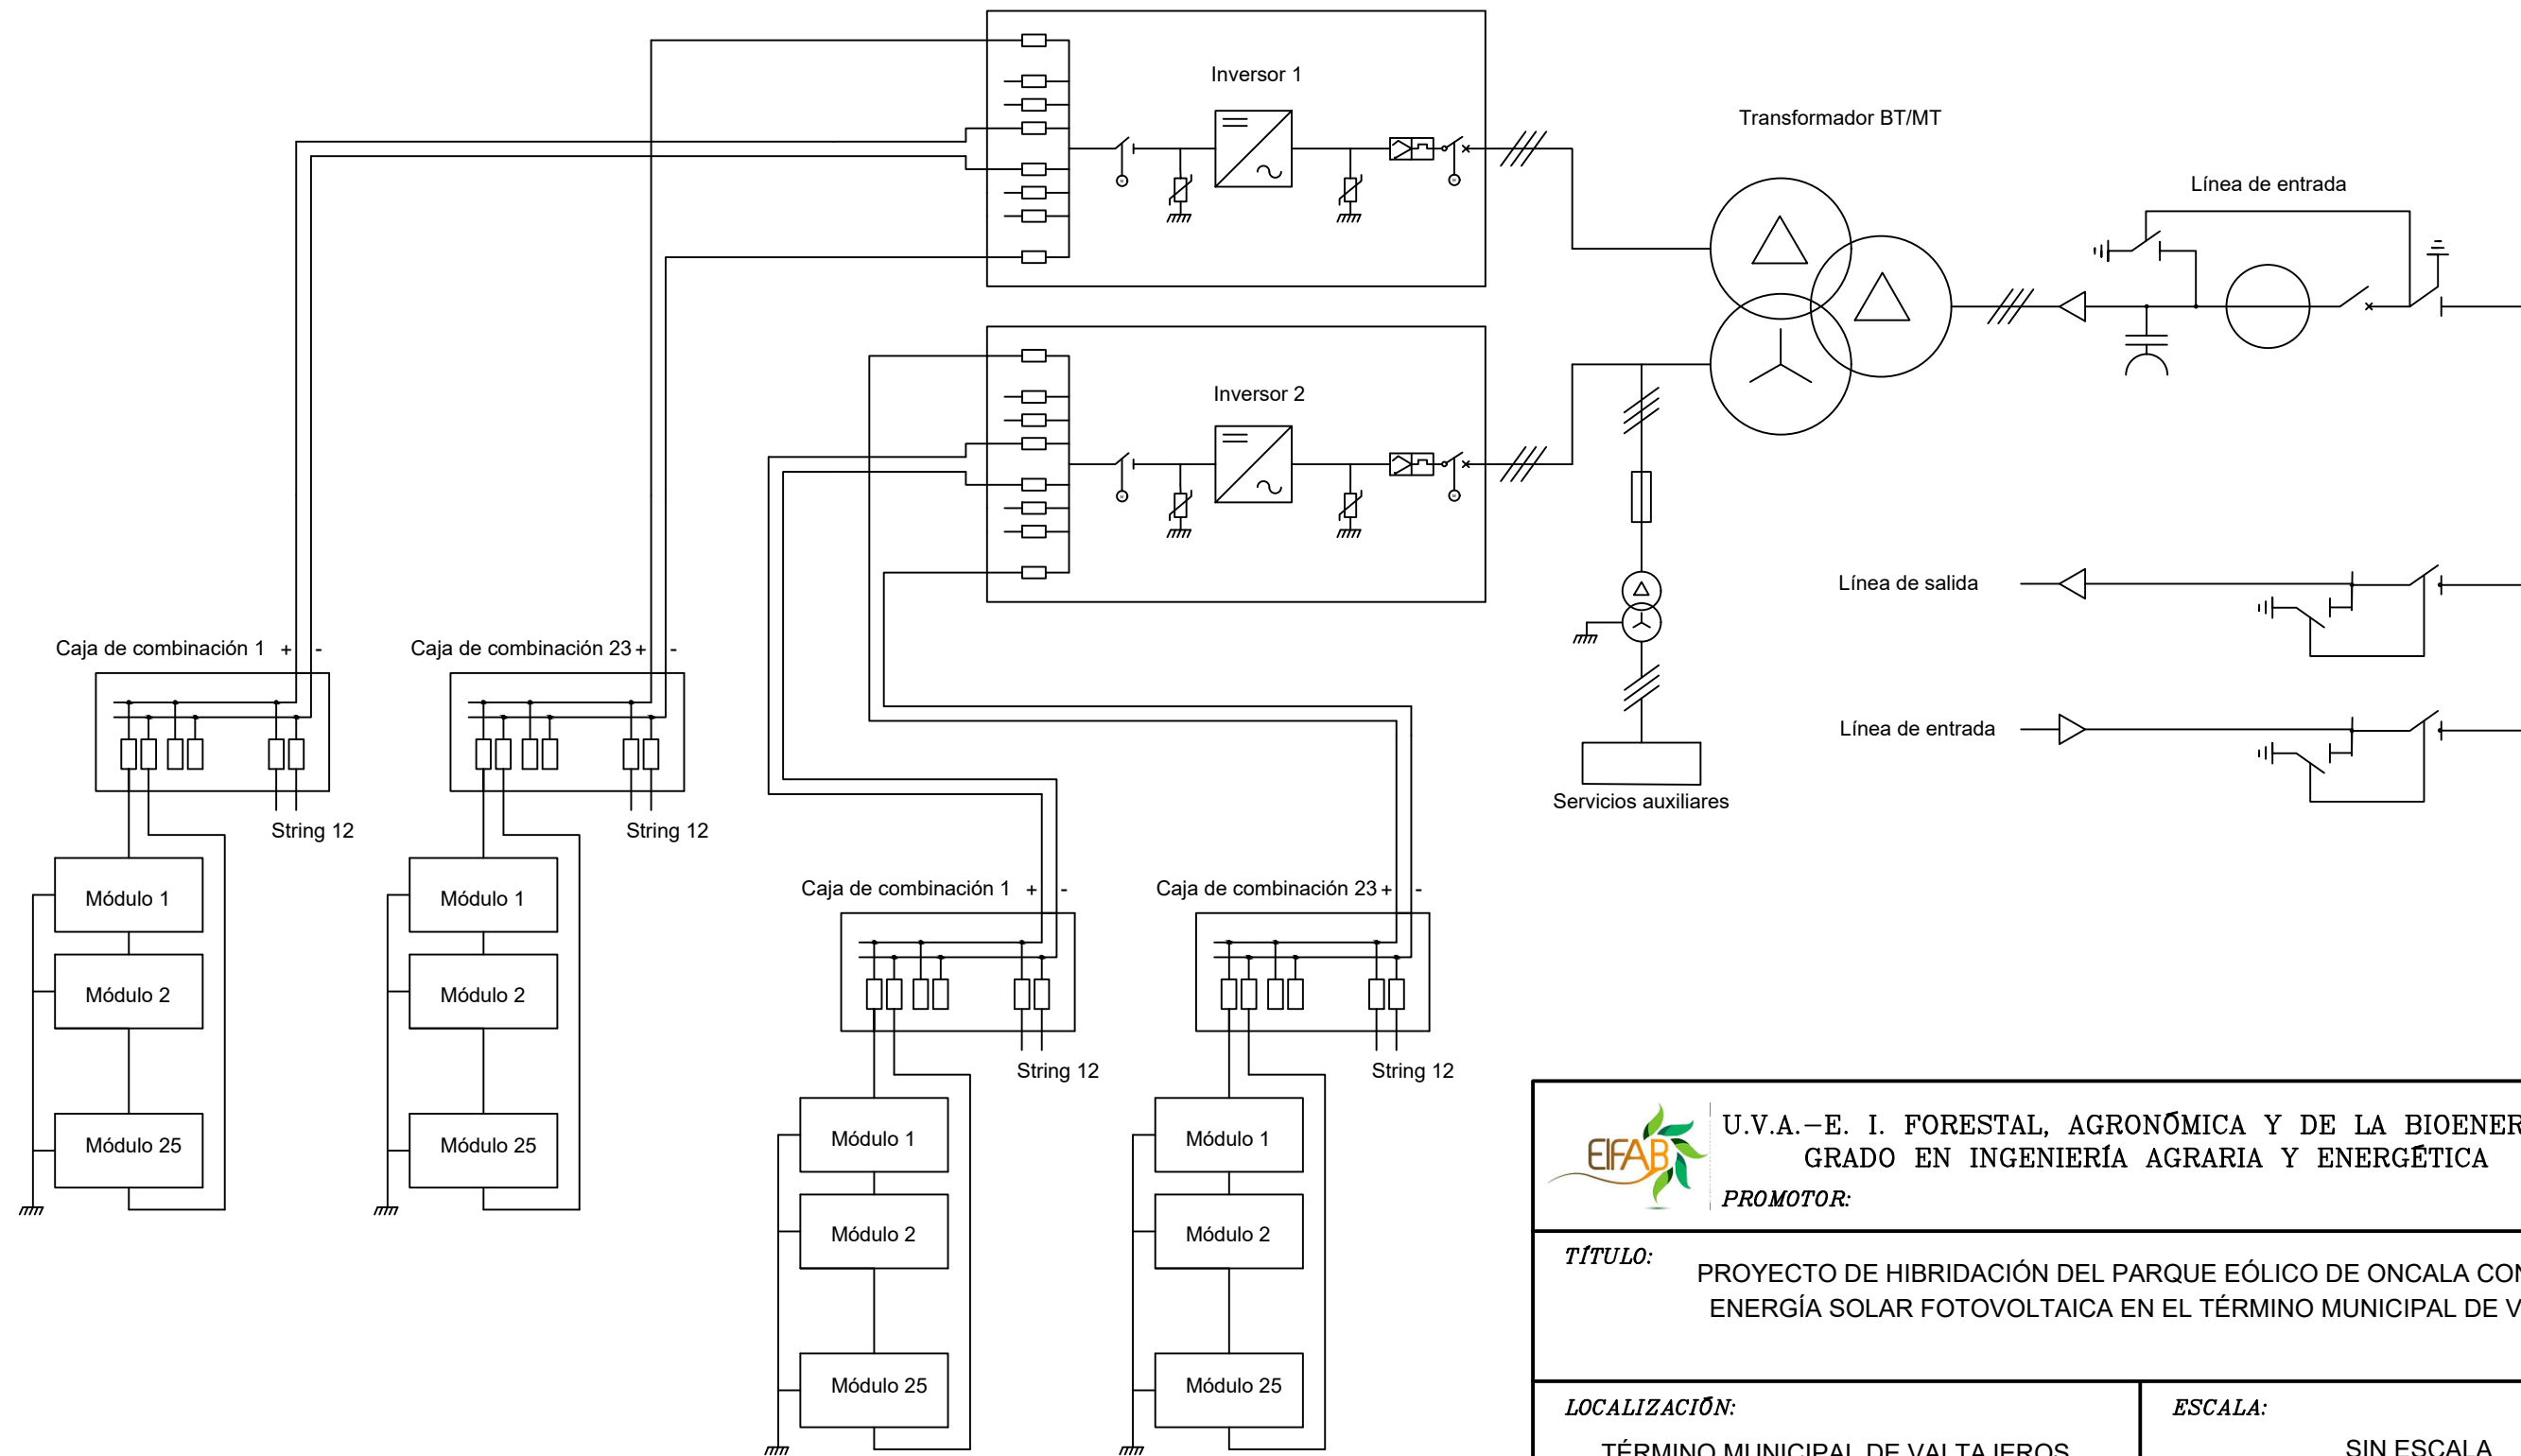 Inversor 1
Transformador BT/MT
Línea de entrada
Inversor 2
Línea de salida
Línea de entrada
Servicios auxiliares
Caja de combinación 1 + -
Caja de combinación 23 + -
String 12
String 12
Módulo 1
Módulo 1
Módulo 2
Módulo 2
Módulo 25
Módulo 25
Caja de combinación 1 + -
Caja de combinación 23 + -
String 12
String 12
Módulo 1
Módulo 1
Módulo 2
Módulo 2
Módulo 25
Módulo 25
EIFAB
U.V.A.-E. I. FORESTAL, AGRONÓMICA Y DE LA BIOENER
GRADO EN INGENIERÍA AGRARIA Y ENERGÉTICA
PROMOTOR:
TÍTULO:
PROYECTO DE HIBRIDACIÓN DEL PARQUE EÓLICO DE ONCALA CON
ENERGÍA SOLAR FOTOVOLTAICA EN EL TÉRMINO MUNICIPAL DE V
LOCALIZACIÓN:
TÉRMINO MUNICIPAL DE VALTAJEROS
ESCALA:
SIN ESCALA